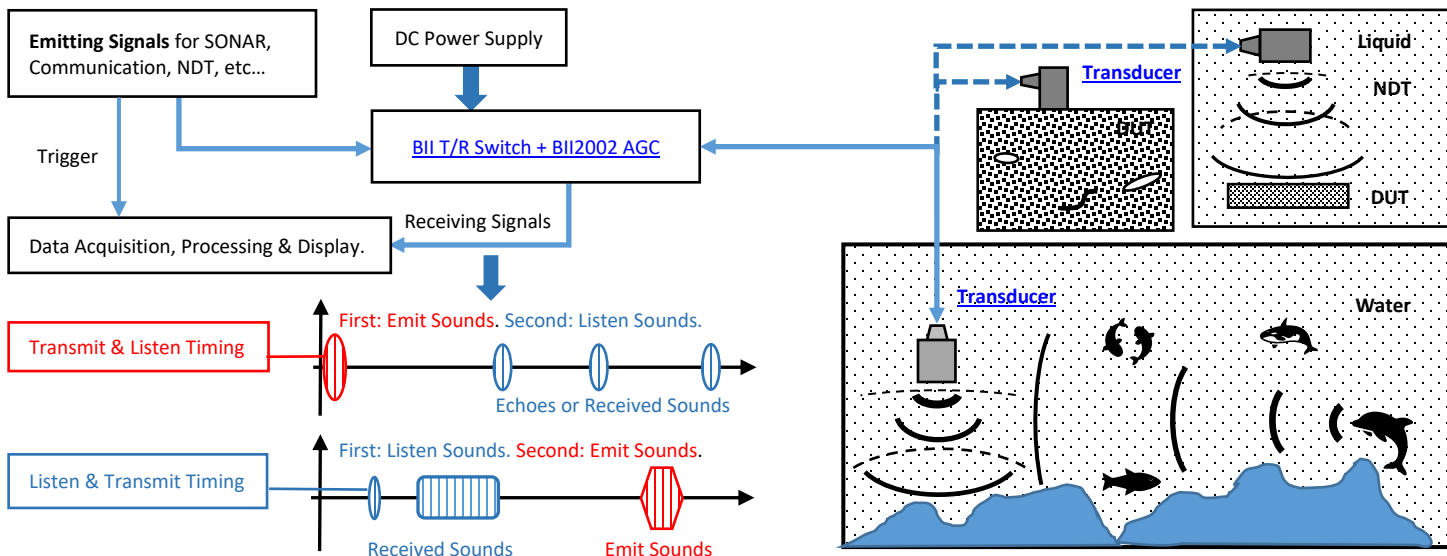 Emitting Signals for SONAR,
Communication, NDT, etc…
DC Power Supply
Trigger
BII T/R Switch + BII2002 AGC
Receiving Signals
Data Acquisition, Processing & Display.
Transducer
DUT
Liquid
NDT
DUT
Transmit & Listen Timing
First: Emit Sounds. Second: Listen Sounds.
Echoes or Received Sounds
Listen & Transmit Timing
First: Listen Sounds. Second: Emit Sounds.
Received Sounds
Emit Sounds
Transducer
Water